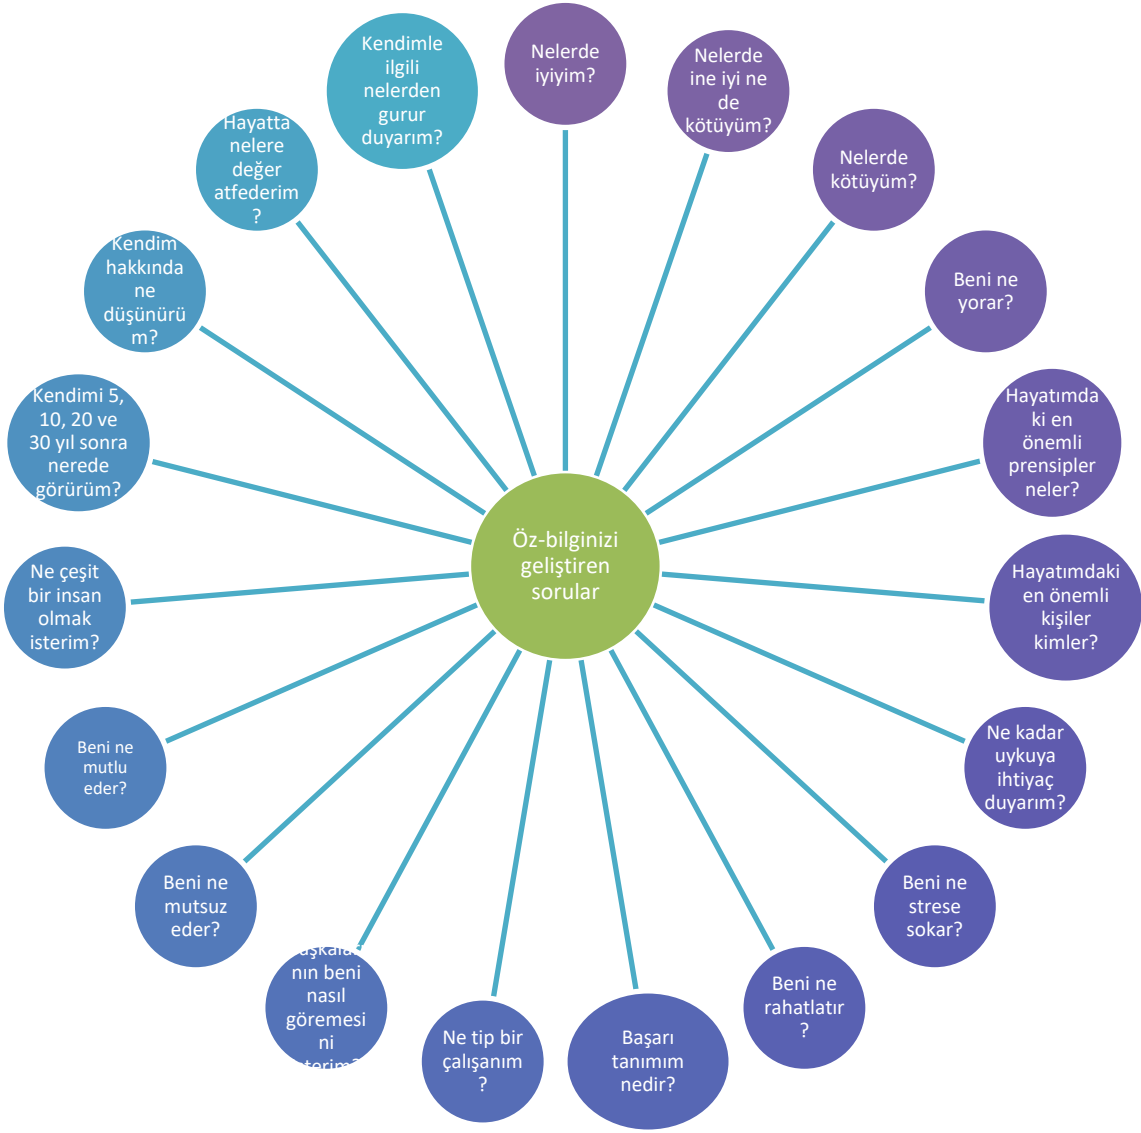 Öz-bilginizi
geliştiren
sorular
Nelerde
iyiyim?
Nelerde
ine iyi ne
de
kötüyüm?
Nelerde
kötüyüm?
Beni ne
yorar?
Hayatımda
ki en
önemli
prensipler
neler?
Hayatımdaki
en önemli
kişiler
kimler?
Ne kadar
uykuya
ihtiyaç
duyarım?
Beni ne
strese
sokar?
Beni ne
rahatlatır
?
Başarı
tanımım
nedir?
Ne tip bir
çalışanım
?
nın beni
nasıl
göremesi
ni
Beni ne
mutsuz
eder?
Beni ne
mutlu
eder?
Ne çeşit
bir insan
olmak
isterim?
Kendimi 5,
10, 20 ve
30 yıl sonra
nerede
görürüm?
Kendim
hakkında
ne
düşünürü
m?
Hayatta
nelere
değer
atfederim
?
Kendimle
ilgili
nelerden
gurur
duyarım?